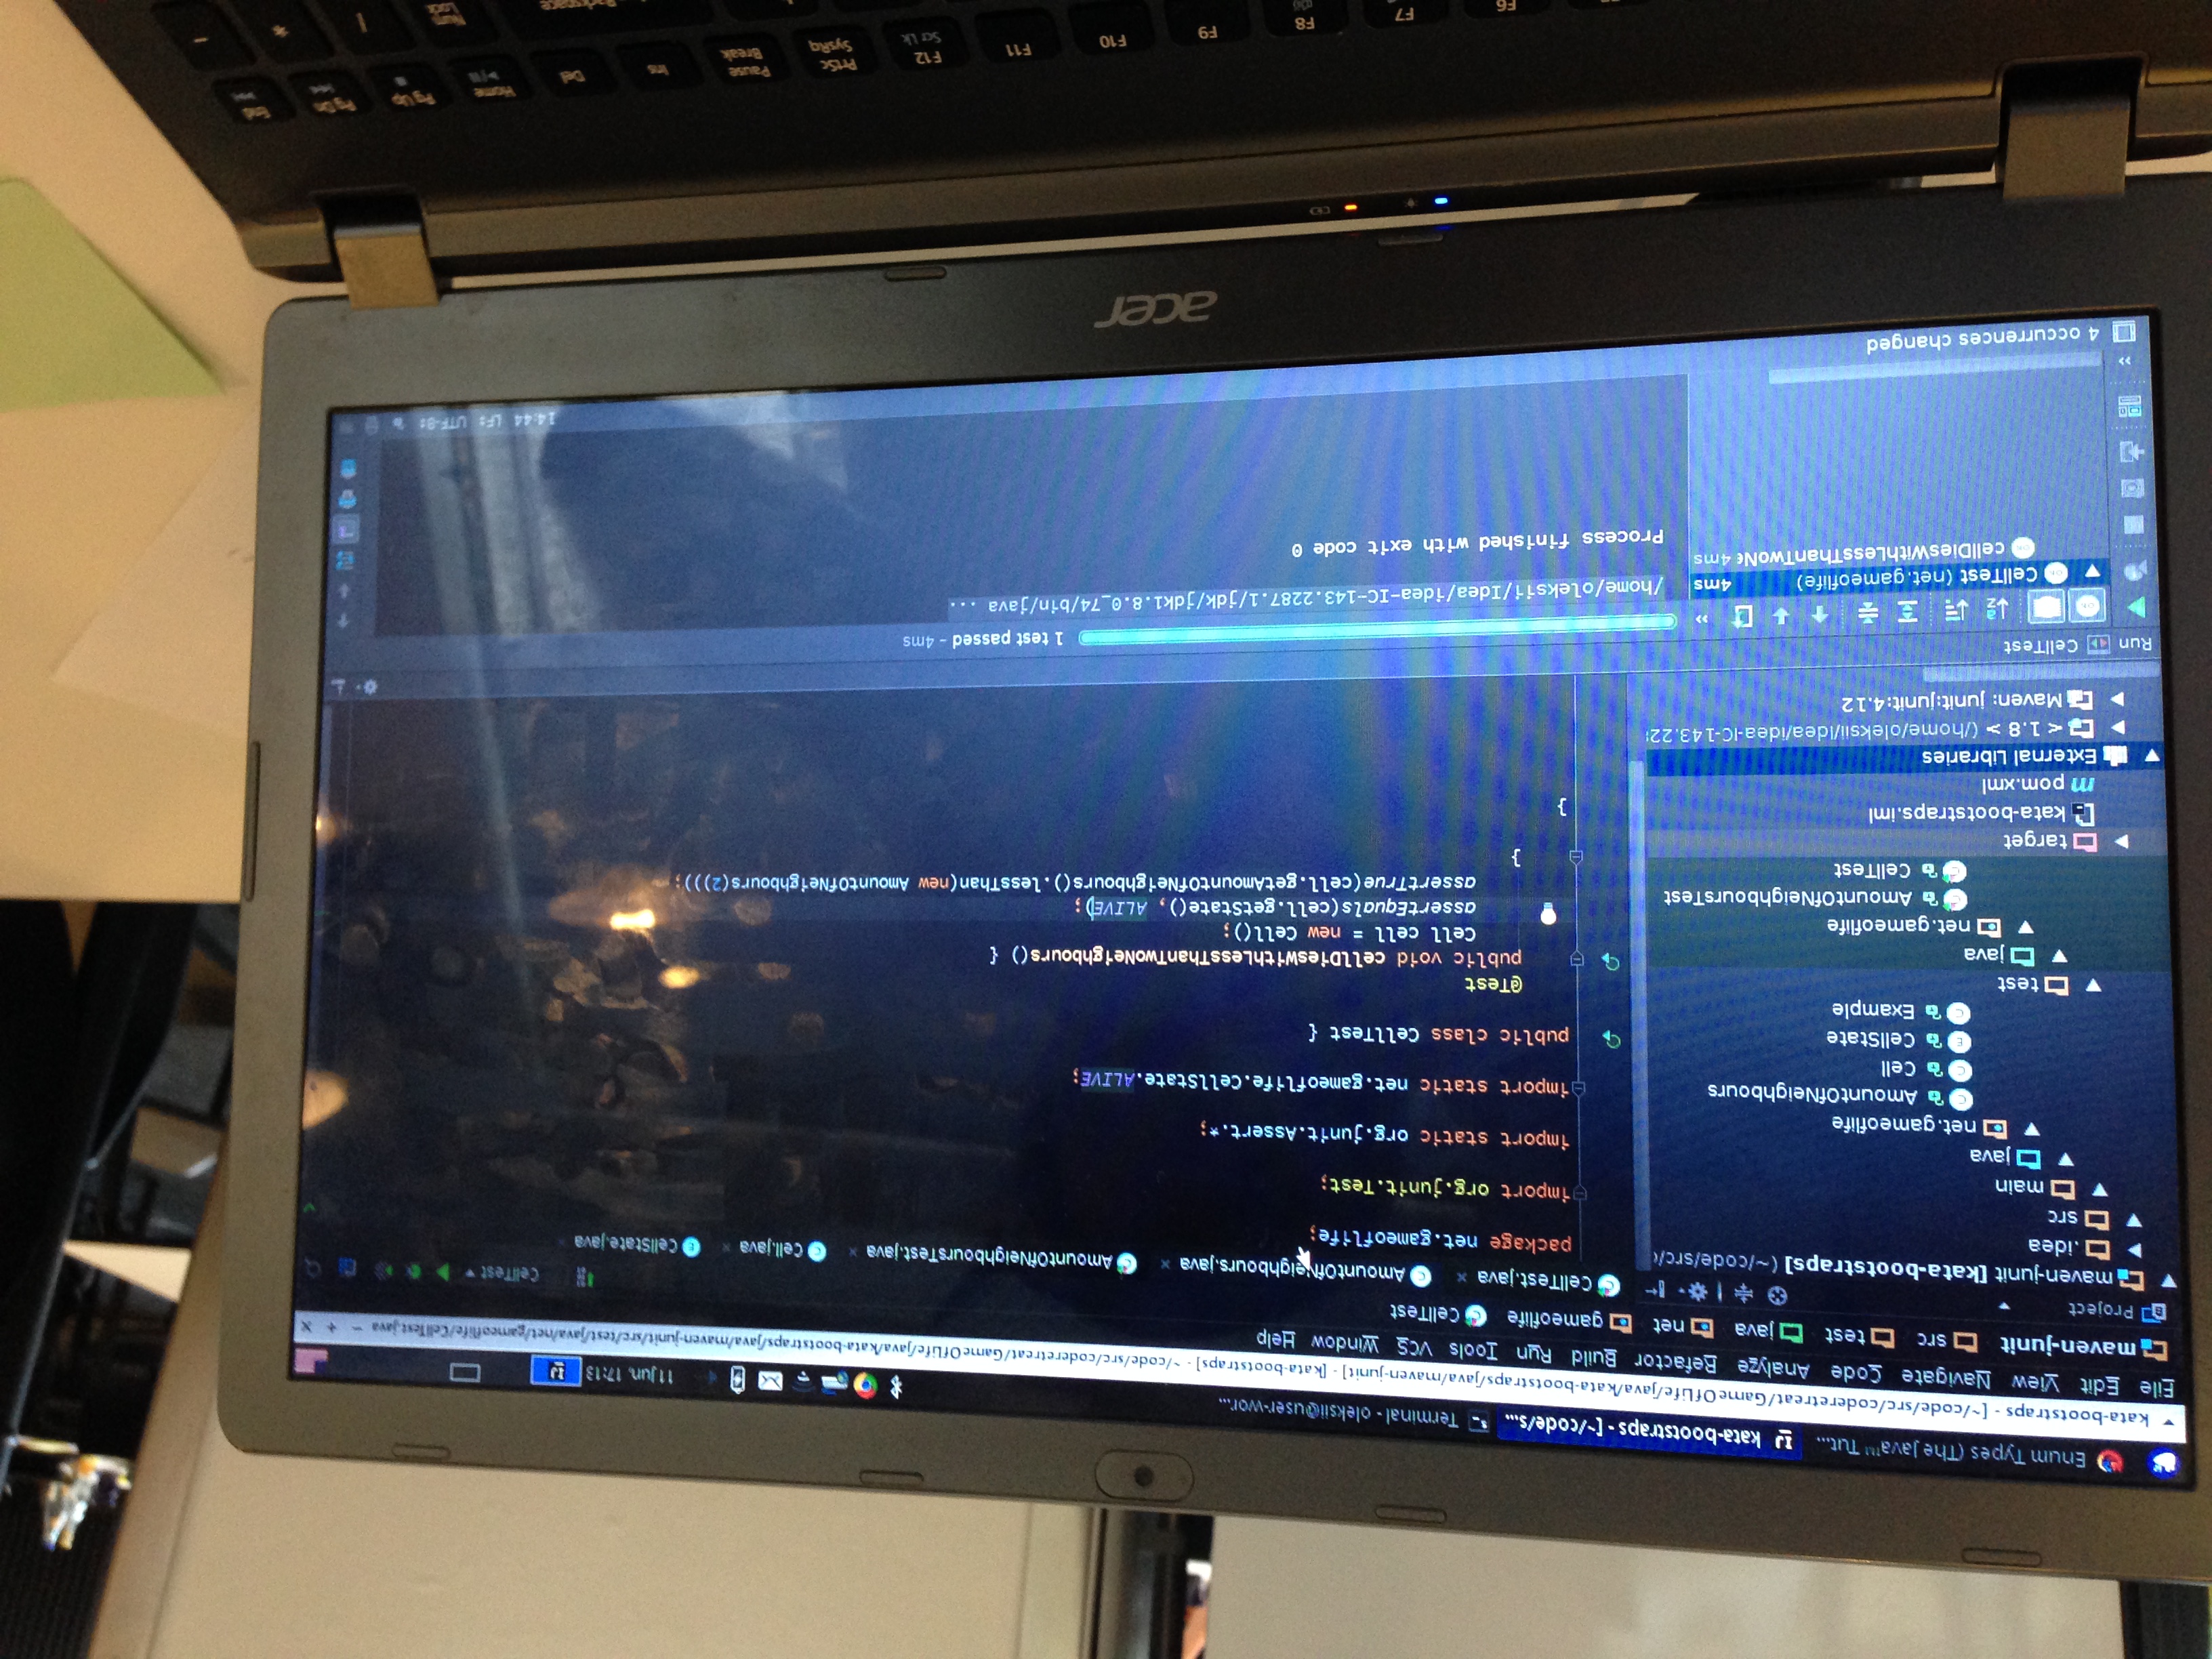 Enum Types (The Java™ Tut...
kata-bootstraps - [~/code/s...
Terminal - oleksii@user-wor...
11 Jun, 17:13
kata-bootstraps - [~/code/src/coderetreat/GameOfLife/java/kata-bootstraps/java/maven-junit] - [kata-bootstraps] - ~/code/src/coderetreat/GameOfLife/java/kata-bootstraps/java/maven-junit/src/test/java/net/gameoflife/CellTest.java
File Edit View Navigate Code Analyze Refactor Build Run Tools VCS Window Help
maven-junit src test java net gameoflife CellTest
CellTest
Project
CellTest.java AmountOfNeighbours.java AmountOfNeighboursTest.java Cell.java CellState.java
maven-junit [kata-bootstraps] (~/code/src/
.idea
src
main
java
net.gameoflife
AmountOfNeighbours
Cell
CellState
Example
test
java
net.gameoflife
AmountOfNeighboursTest
CellTest
target
kata-bootstraps.iml
pom.xml
External Libraries
< 1.8 > (/home/oleksii/Idea/idea-IC-143.22
Maven: junit:junit:4.12
package net.gameoflife;
import org.junit.Test;
import static org.junit.Assert.*;
import static net.gameoflife.CellState.ALIVE;
public class CellTest {
@Test
public void cellDiesWithLessThanTwoNeighbours() {
Cell cell = new Cell();
assertEquals(cell.getState(), ALIVE);
assertTrue(cell.getAmountOfNeighbours().lessThan(new AmountOfNeighbours(2)));
}
}
Run CellTest
1 test passed - 4ms
CellTest (net.gameoflife) 4ms
cellDiesWithLessThanTwoNe 4ms
/home/oleksii/Idea/idea-IC-143.2287.1/jdk/jdk1.8.0_74/bin/java ...
Process finished with exit code 0
14:44 LF: UTF-8:
4 occurrences changed
acer
F6 F7 F8 F9 F10 F11 F12 Scr Lk PrtSc SysRq Pause Break Ins Del Home Pg Up Pg Dn End
Backspace Num Lock / * -